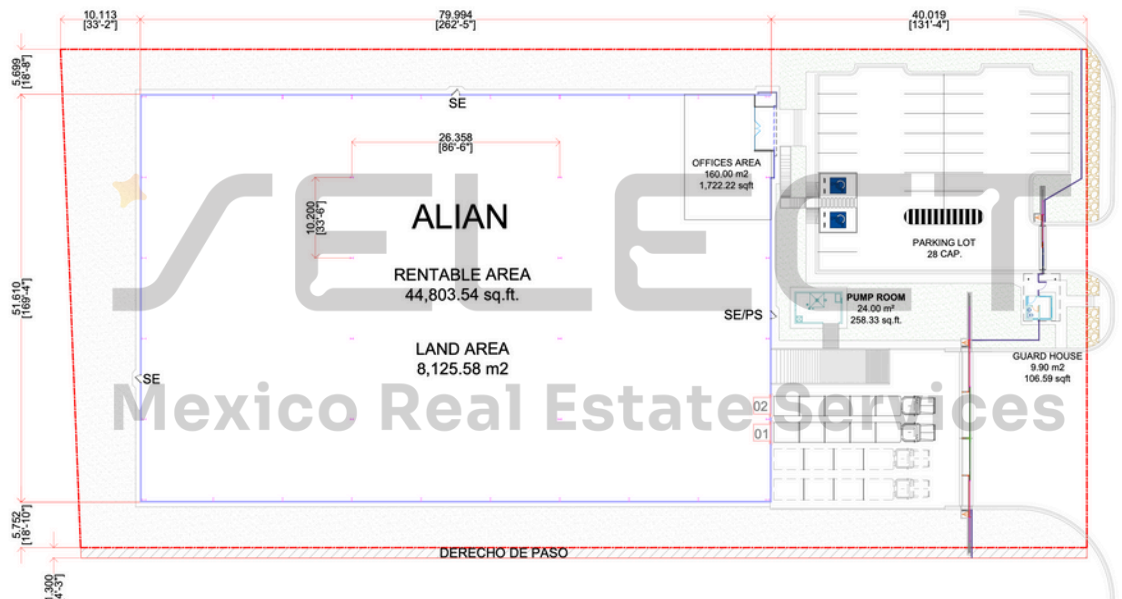 10.113
[33'-2"]
79.994
[262'-5"]
40.019
[131'-4"]
5.699
[18'-8"]
SE
26.358
[86'-6"]
OFFICES AREA
160.00 m2
1,722.22 sqft
SELECT
10.200
[33'-6"]
ALIAN
PARKING LOT
28 CAP.
RENTABLE AREA
44,803.54 sq.ft.
51.610
[169'-4"]
PUMP ROOM
24.00 m²
258.33 sq.ft.
SE/PS
LAND AREA
8,125.58 m2
GUARD HOUSE
9.90 m2
106.59 sqft
SE
Mexico Real Estate Services
02
01
5.752
[18'-10"]
DERECHO DE PASO
1.300
4'-3"]